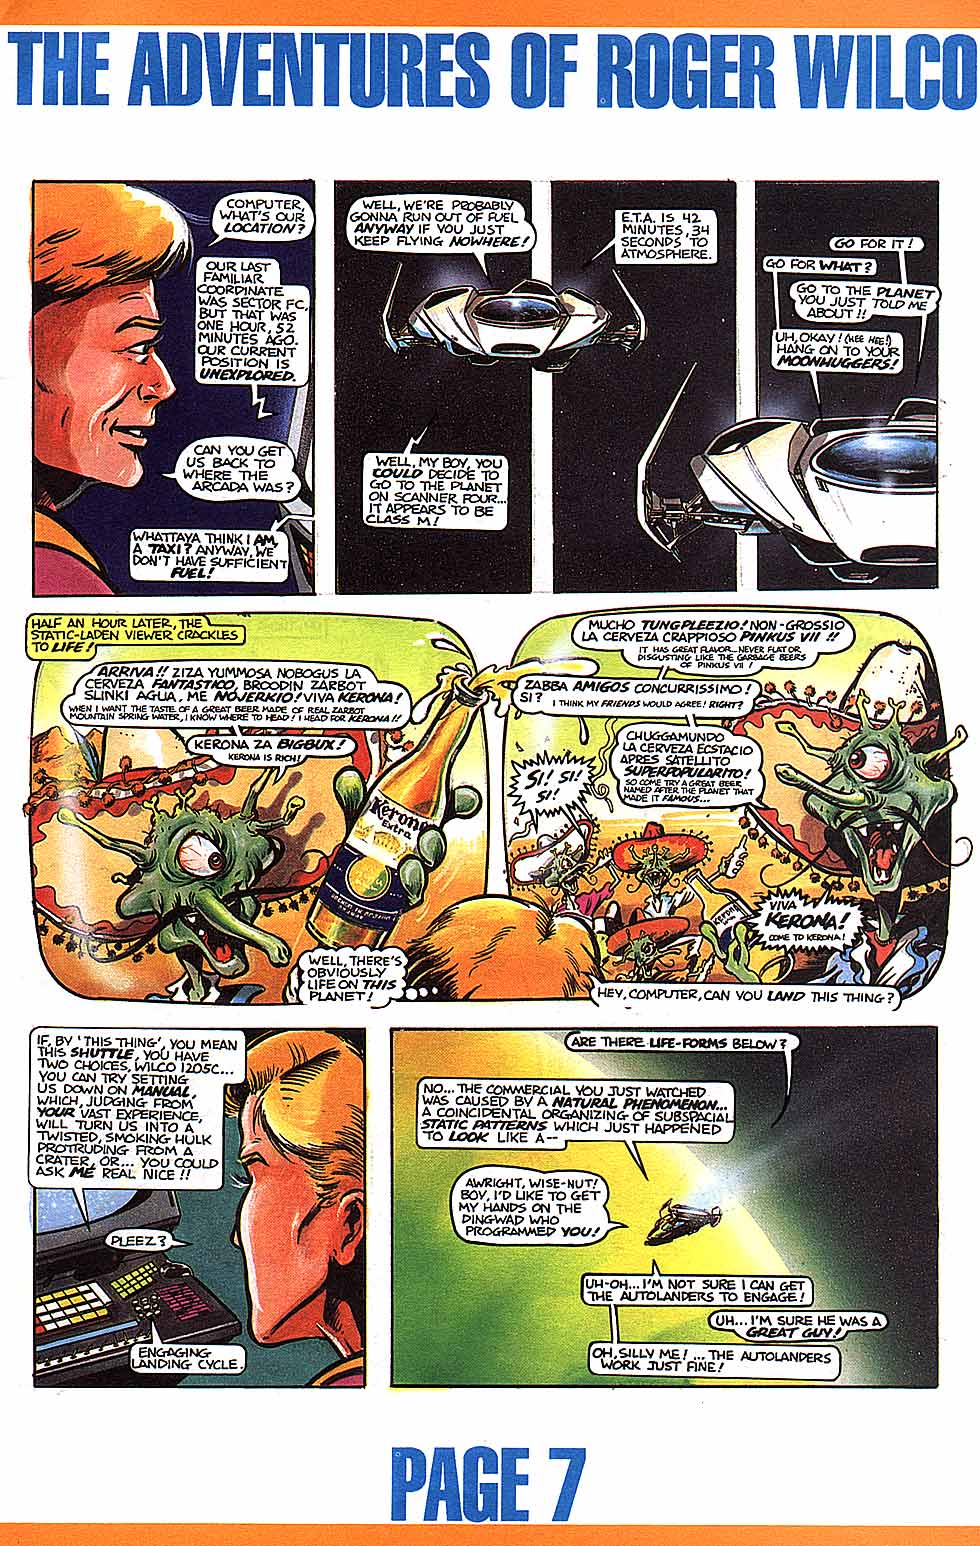 THE ADVENTURES OF ROGER WILCO
COMPUTER,
WHAT'S OUR
LOCATION?
OUR LAST
FAMILIAR
COORDINATE
WAS SECTOR FC,
BUT THAT WAS
ONE HOUR, 52
MINUTES AGO.
OUR CURRENT
POSITION IS
UNEXPLORED.
CAN YOU GET
US BACK TO
WHERE THE
ARCADA WAS?
WHATTAYA THINK I AM,
A TAXI? ANYWAY, WE
DON'T HAVE SUFFICIENT
FUEL!
WELL, WE'RE PROBABLY
GONNA RUN OUT OF FUEL
ANYWAY IF YOU JUST
KEEP FLYING NOWHERE!
WELL, MY BOY, YOU
COULD DECIDE TO
GO TO THE PLANET
ON SCANNER FOUR...
IT APPEARS TO BE
CLASS M!
E.T.A. IS 42
MINUTES, 34
SECONDS TO
ATMOSPHERE.
GO FOR IT!
GO FOR WHAT?
GO TO THE PLANET
YOU JUST TOLD ME
ABOUT!!
UH, OKAY! (HEE HEE!)
HANG ON TO YOUR
MOONHUGGERS!
HALF AN HOUR LATER, THE
STATIC-LADEN VIEWER CRACKLES
TO LIFE!
ARRIVA!! ZIZA YUMMOSA NOBOGUS LA
CERVEZA FANTASTICO, BROODIN ZARBOT
SLINKI AGUA. ME NOJERKIO! VIVA KERONA!
WHEN I WANT THE TASTE OF A GREAT BEER MADE OF REAL ZARBOT
MOUNTAIN SPRING WATER, I KNOW WHERE TO HEAD! I HEAD FOR KERONA!!
KERONA ZA BIGBUX!
KERONA IS RICH!
Kerona
Extra
WELL, THERE'S
OBVIOUSLY
LIFE ON THIS
PLANET!
MUCHO TUNGPLEEZIO! NON-GROSSIO
LA CERVEZA CRAPPIOSO PINKUS VII !!
IT HAS GREAT FLAVOR...NEVER FLAT OR
DISGUSTING LIKE THE GARBAGE BEERS
OF PINKUS VII!
ZABBA AMIGOS CONCURRISSIMO!
SI?
I THINK MY FRIENDS WOULD AGREE! RIGHT?
SI! SI!
SI!
CHUGGAMUNDO
LA CERVEZA ECSTACIO
APRES SATELLITO
SUPERPOPULARITO!
SO COME TRY A GREAT BEER
NAMED AFTER THE PLANET THAT
MADE IT FAMOUS...
Kerona
VIVA
KERONA!
COME TO KERONA!
HEY, COMPUTER, CAN YOU LAND THIS THING?
IF, BY 'THIS THING', YOU MEAN
THIS SHUTTLE, YOU HAVE
TWO CHOICES, WILCO 1205C...
YOU CAN TRY SETTING
US DOWN ON MANUAL,
WHICH, JUDGING FROM
YOUR VAST EXPERIENCE,
WILL TURN US INTO A
TWISTED, SMOKING HULK
PROTRUDING FROM A
CRATER, OR... YOU COULD
ASK ME REAL NICE!!
PLEEZ?
ENGAGING
LANDING CYCLE.
ARE THERE LIFE-FORMS BELOW?
NO... THE COMMERCIAL YOU JUST WATCHED
WAS CAUSED BY A NATURAL PHENOMENON...
A COINCIDENTAL ORGANIZING OF SUBSPACIAL
STATIC PATTERNS WHICH JUST HAPPENED
TO LOOK LIKE A--
AWRIGHT, WISE-NUT!
BOY, I'D LIKE TO GET
MY HANDS ON THE
DING-WAD WHO
PROGRAMMED YOU!
UH-OH... I'M NOT SURE I CAN GET
THE AUTOLANDERS TO ENGAGE!
UH... I'M SURE HE WAS A
GREAT GUY!
OH, SILLY ME! ... THE AUTOLANDERS
WORK JUST FINE!
PAGE 7